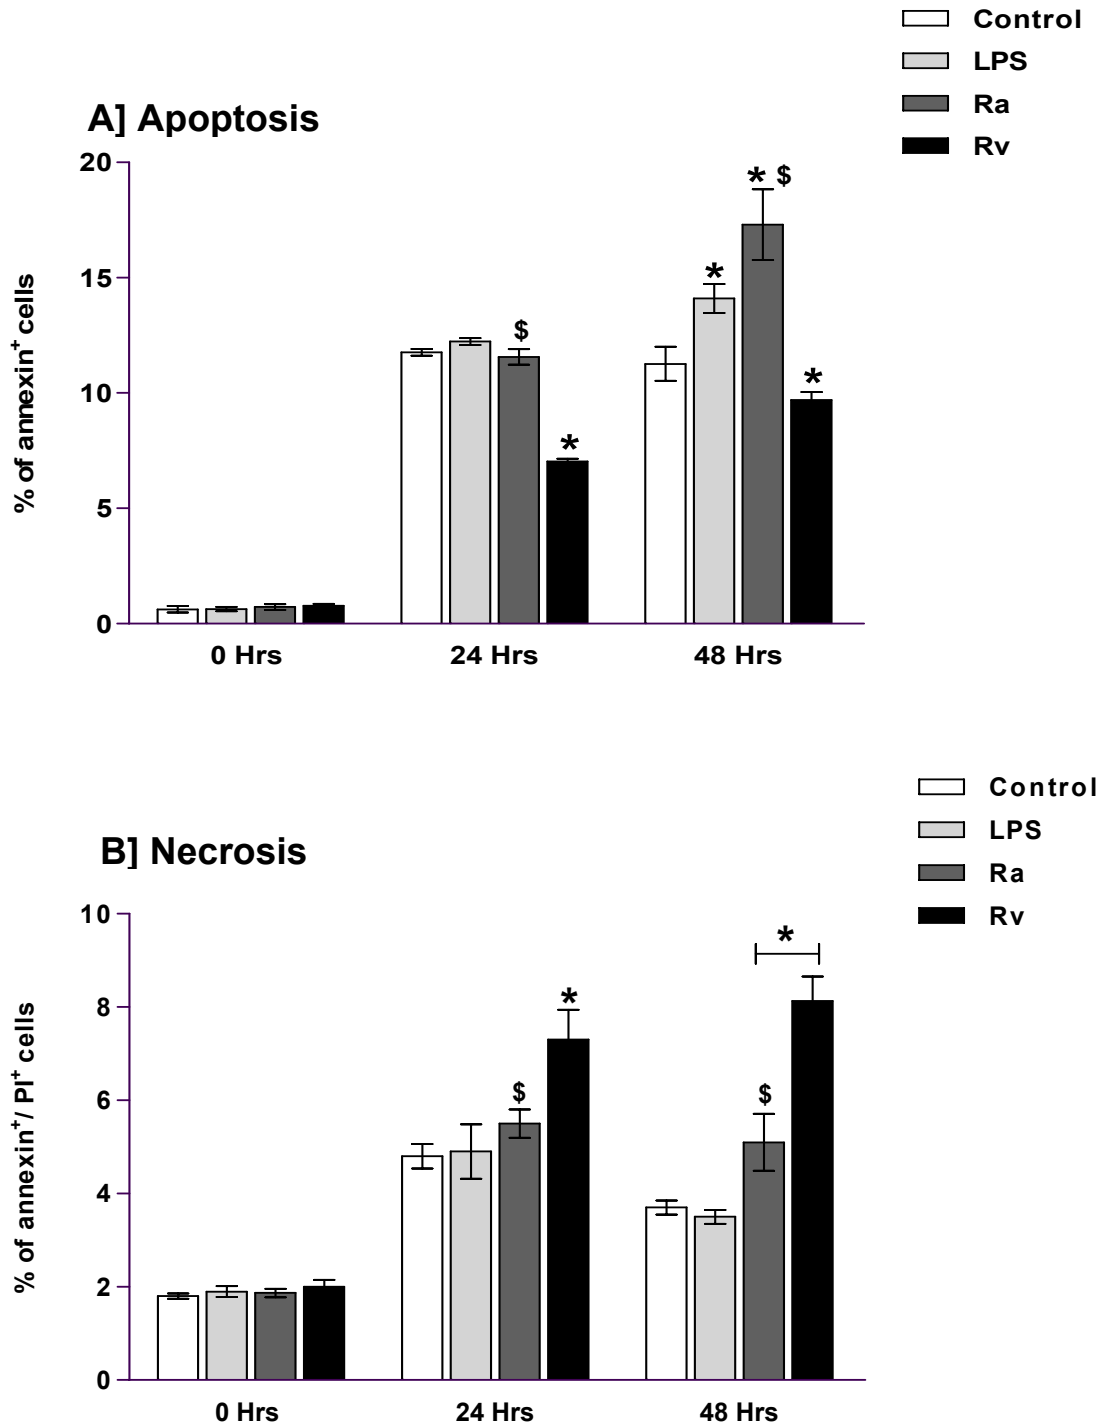 Control
LPS
Ra
Rv
A] Apoptosis
20
15
10
5
0
% of annexin⁺ cells
* $
*
$
*
*
0 Hrs 24 Hrs 48 Hrs
Control
LPS
Ra
Rv
B] Necrosis
10
8
6
4
2
0
% of annexin⁺/ PI⁺ cells
*
*
$
$
0 Hrs 24 Hrs 48 Hrs